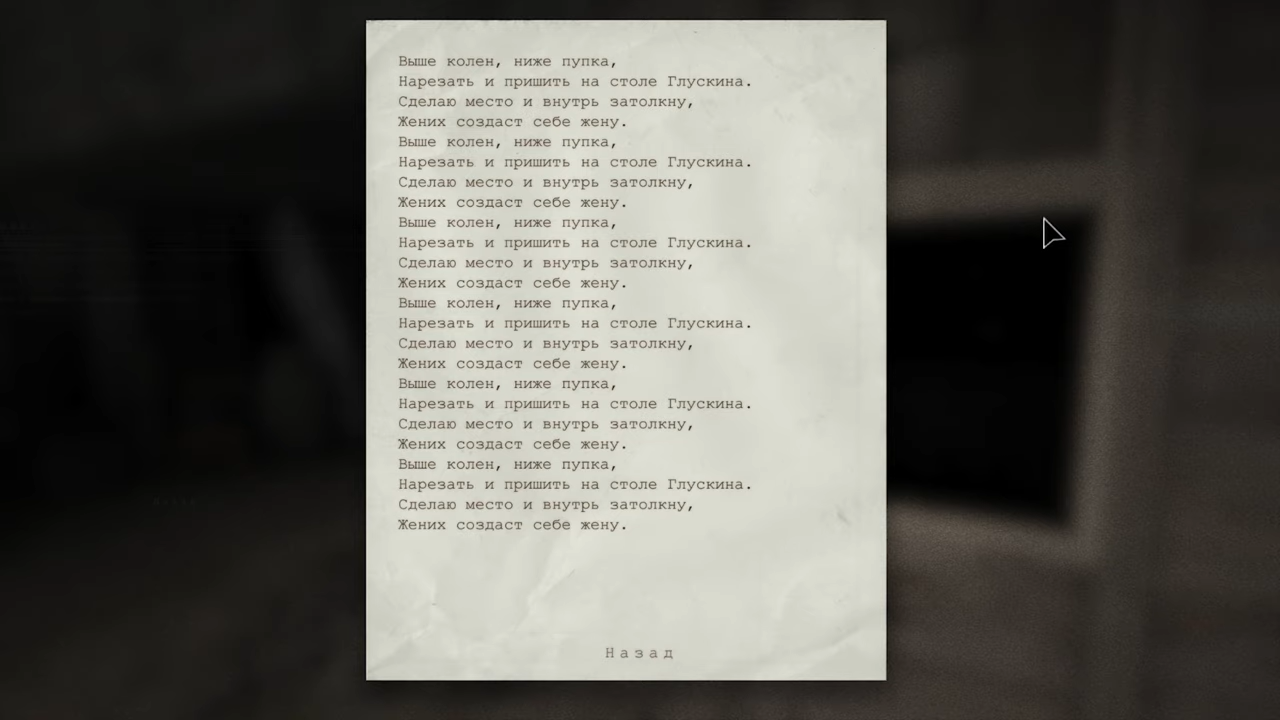 Выше колен, ниже пупка,
Нарезать и пришить на столе Глускина.
Сделаю место и внутрь затолкну,
Жених создаст себе жену.
Выше колен, ниже пупка,
Нарезать и пришить на столе Глускина.
Сделаю место и внутрь затолкну,
Жених создаст себе жену.
Выше колен, ниже пупка,
Нарезать и пришить на столе Глускина.
Сделаю место и внутрь затолкну,
Жених создаст себе жену.
Выше колен, ниже пупка,
Нарезать и пришить на столе Глускина.
Сделаю место и внутрь затолкну,
Жених создаст себе жену.
Выше колен, ниже пупка,
Нарезать и пришить на столе Глускина.
Сделаю место и внутрь затолкну,
Жених создаст себе жену.
Выше колен, ниже пупка,
Нарезать и пришить на столе Глускина.
Сделаю место и внутрь затолкну,
Жених создаст себе жену.
Назад